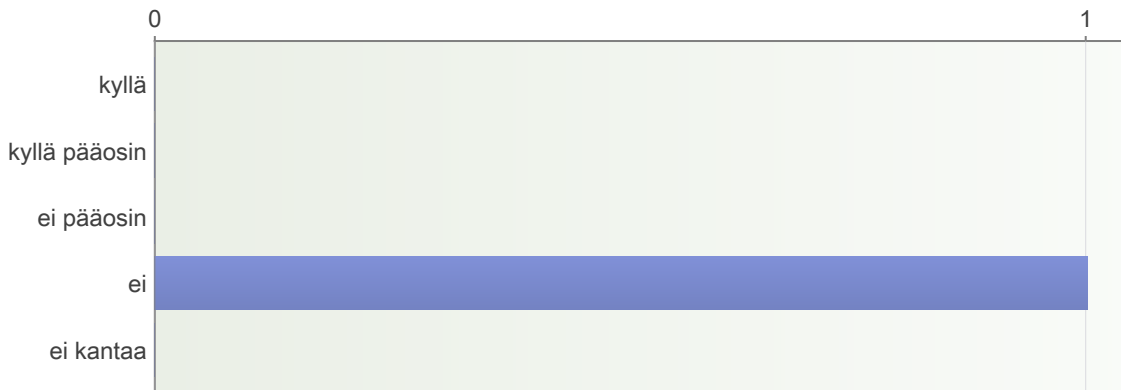 0 1
kyllä
kyllä pääosin
ei pääosin
ei
ei kantaa